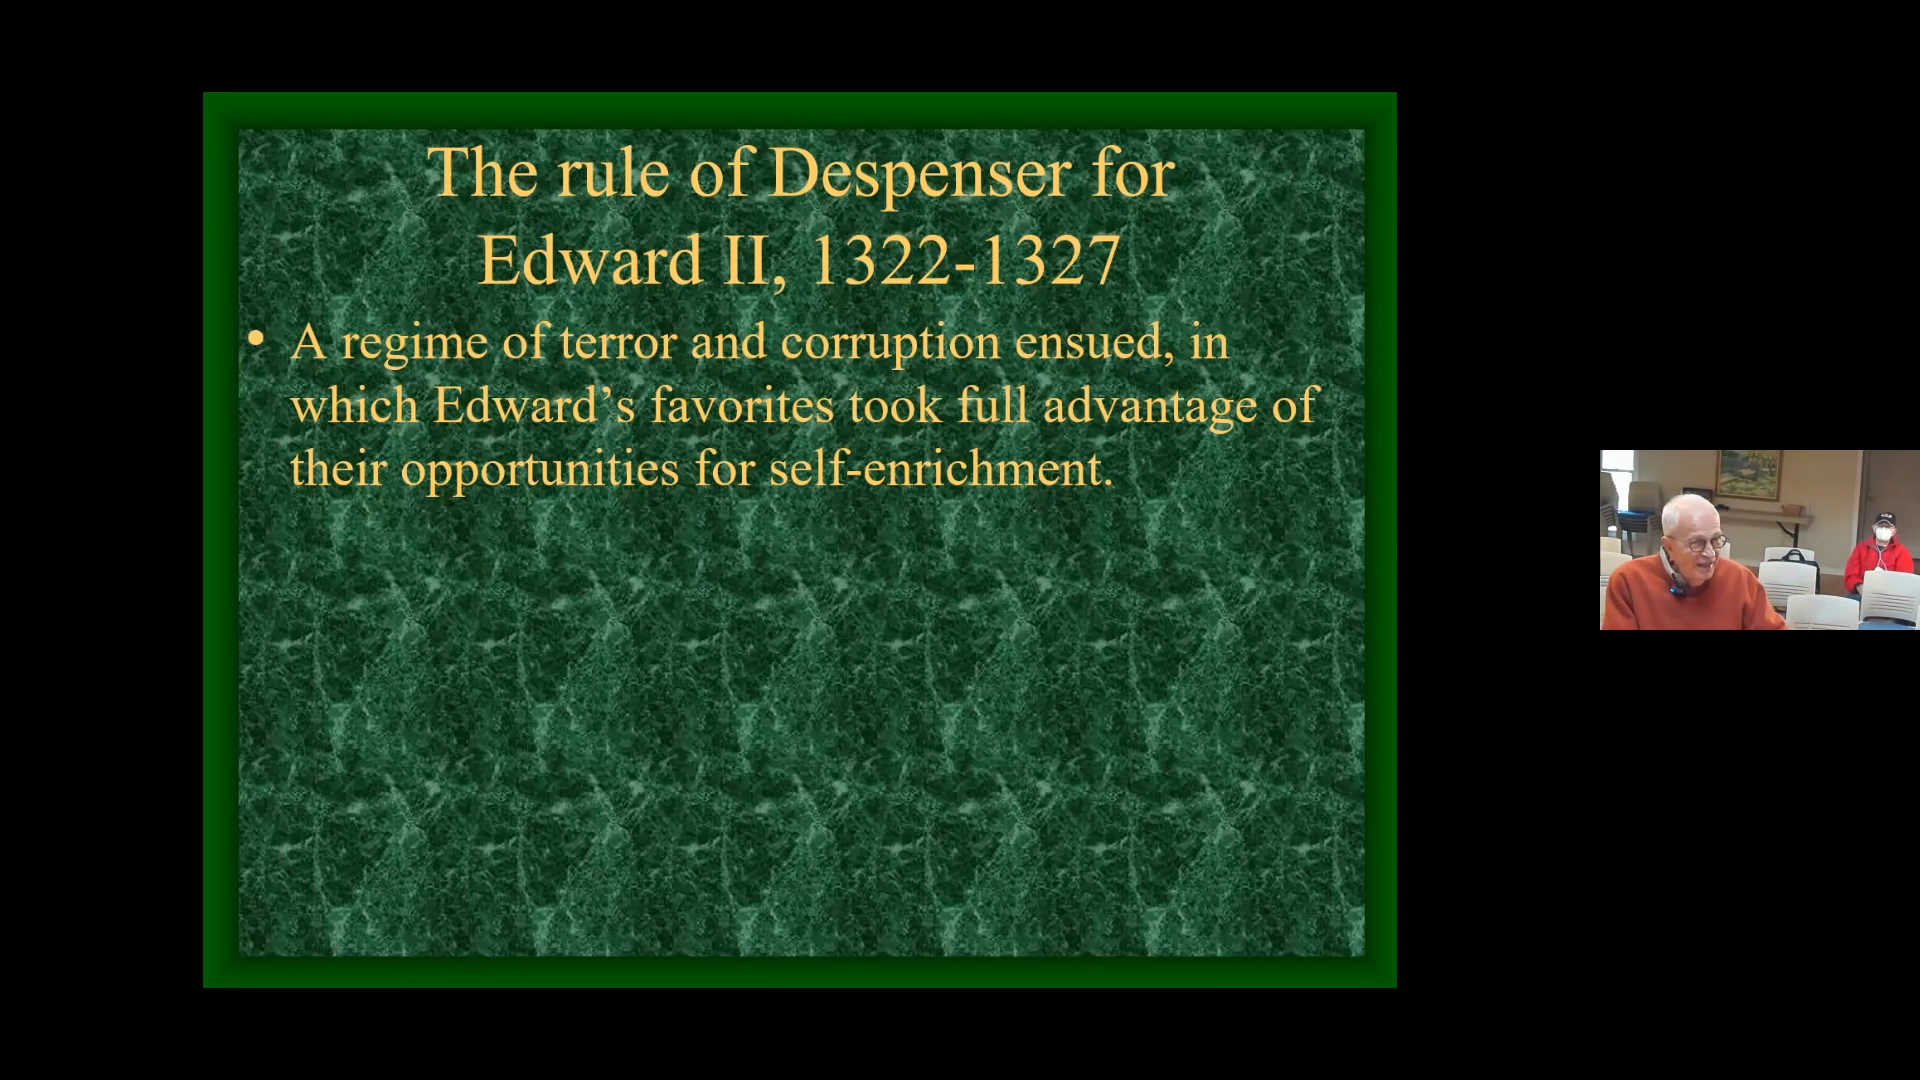 The rule of Despenser for
Edward II, 1322-1327
• A regime of terror and corruption ensued, in
which Edward’s favorites took full advantage of
their opportunities for self-enrichment.